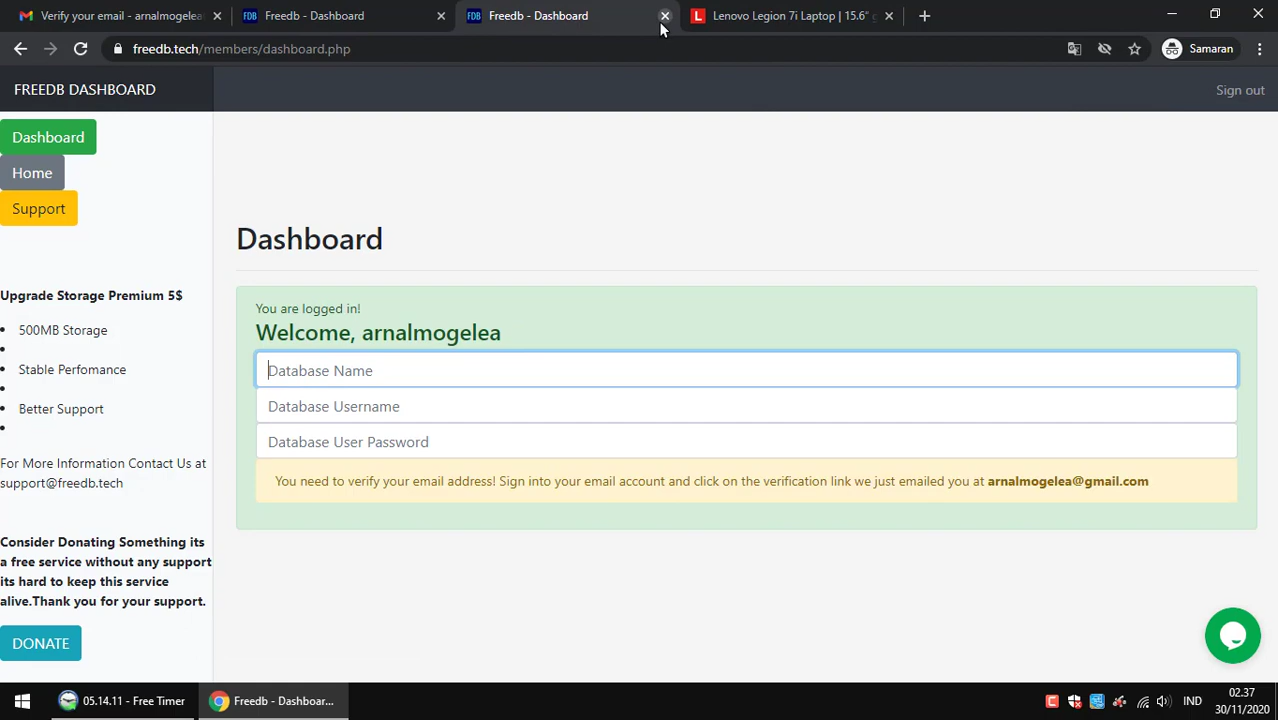 Verify your email - arnalmogelea
Freedb - Dashboard
Freedb - Dashboard
Lenovo Legion 7i Laptop | 15.6"
freedb.tech/members/dashboard.php
Samaran
FREEDB DASHBOARD
Sign out
Dashboard
Home
Support
Upgrade Storage Premium 5$
500MB Storage
Stable Perfomance
Better Support
For More Information Contact Us at
support@freedb.tech
Consider Donating Something its
a free service without any support
its hard to keep this service
alive.Thank you for your support.
DONATE
Dashboard
You are logged in!
Welcome, arnalmogelea
Database Name
Database Username
Database User Password
You need to verify your email address! Sign into your email account and click on the verification link we just emailed you at arnalmogelea@gmail.com
05.14.11 - Free Timer
Freedb - Dashboar...
IND
02.37
30/11/2020